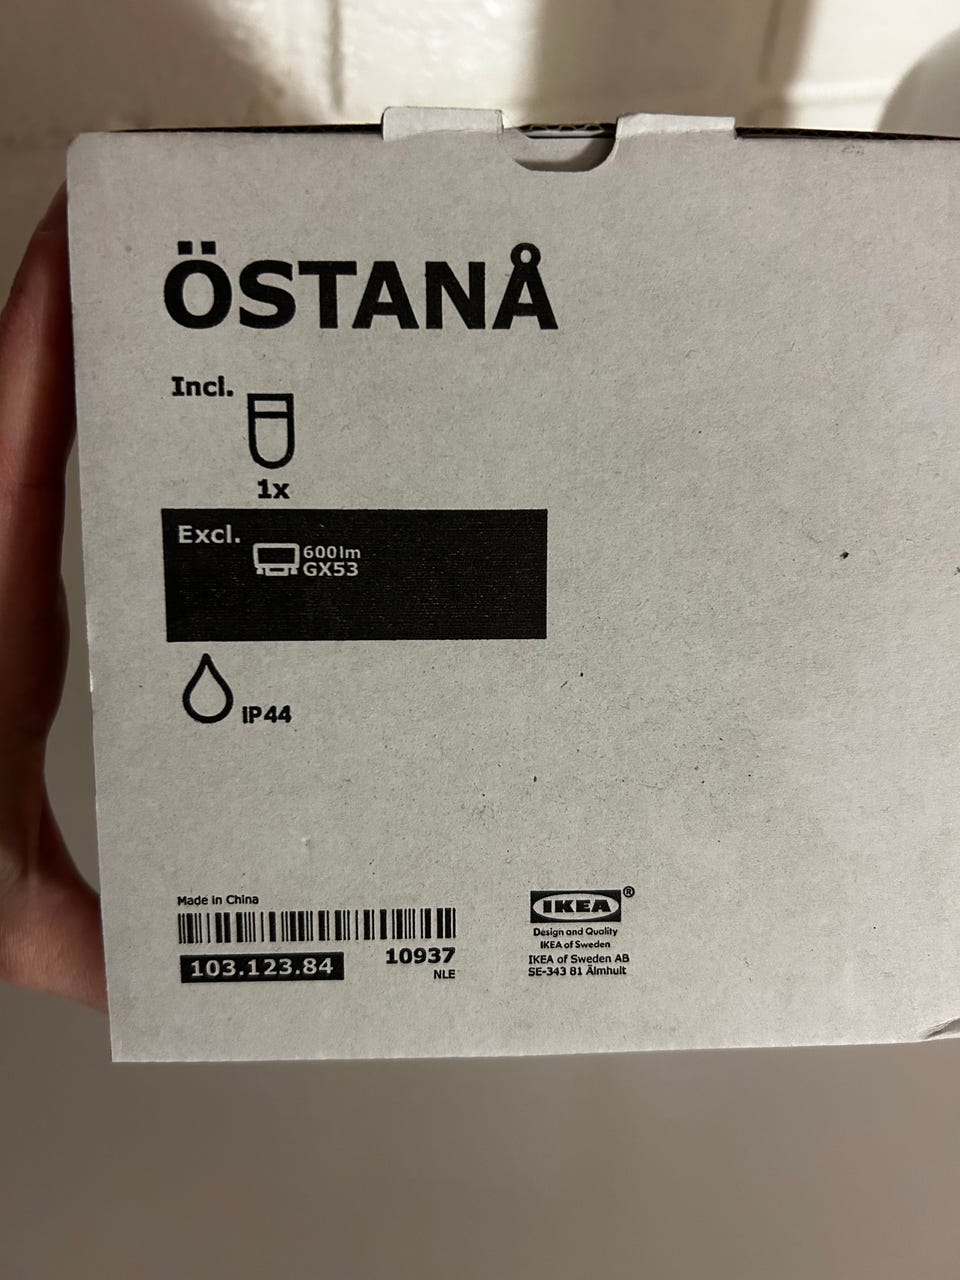 ÖSTANÅ
Incl.
1x
Excl.
600lm
GX53
IP44
Made in China
103.123.84
10937
NLE
IKEA®
Design and Quality
IKEA of Sweden
IKEA of Sweden AB
SE-343 81 Älmhult